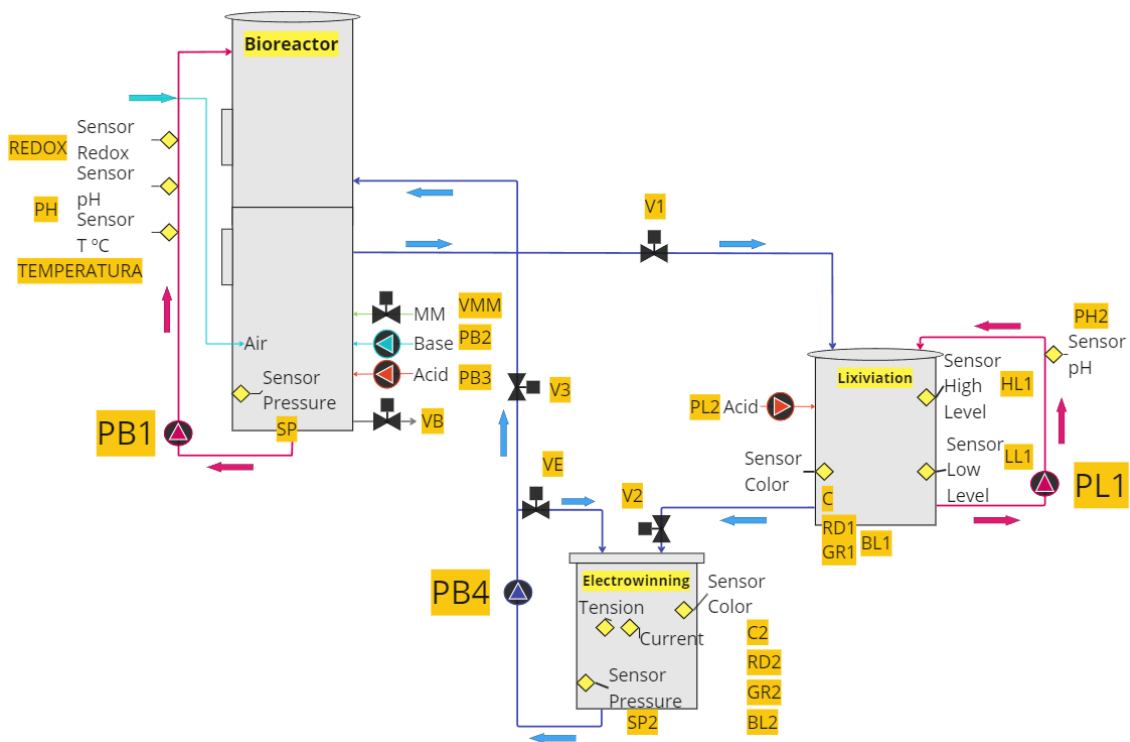 Bioreactor
Sensor
Redox
REDOX
Sensor
pH
PH
Sensor
T ºC
TEMPERATURA
Air
Sensor
Pressure
SP
PB1
MM
VMM
Base
PB2
Acid
PB3
VB
V1
V3
VE
V2
PB4
Lixiviation
PL2
Acid
Sensor
High
Level
HL1
PH2
Sensor
pH
Sensor
Low
Level
LL1
PL1
Sensor
Color
C
RD1
GR1
BL1
Electrowinning
Tension
Current
Sensor
Color
C2
RD2
GR2
BL2
Sensor
Pressure
SP2